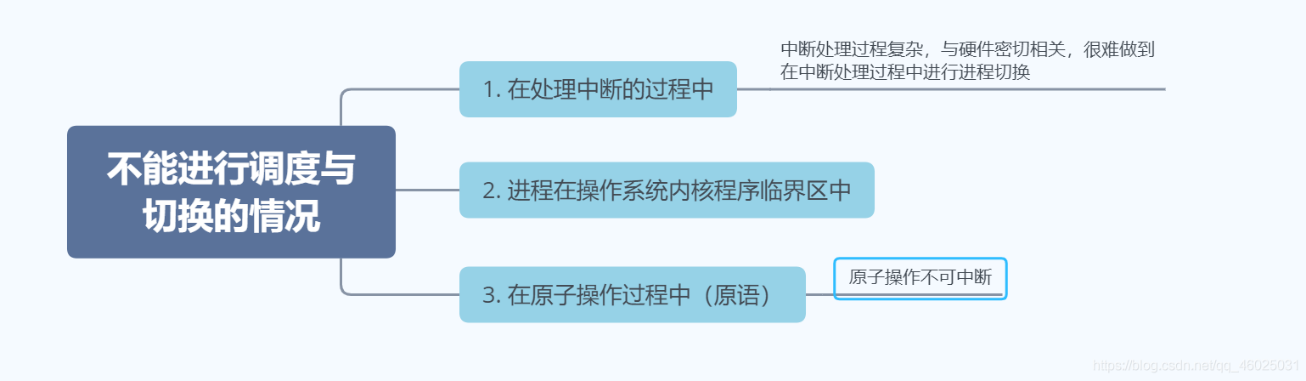 中断处理过程复杂，与硬件密切相关，很难做到
在中断处理过程中进行进程切换
1. 在处理中断的过程中
不能进行调度与
切换的情况
2. 进程在操作系统内核程序临界区中
3. 在原子操作过程中（原语）
原子操作不可中断
https://blog.csdn.net/qq_46025031